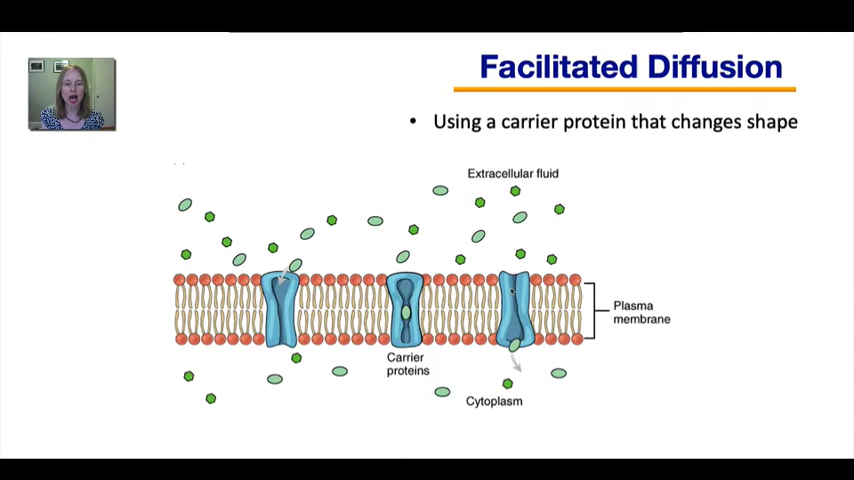 Facilitated Diffusion
• Using a carrier protein that changes shape
Extracellular fluid
Plasma
membrane
Carrier
proteins
Cytoplasm